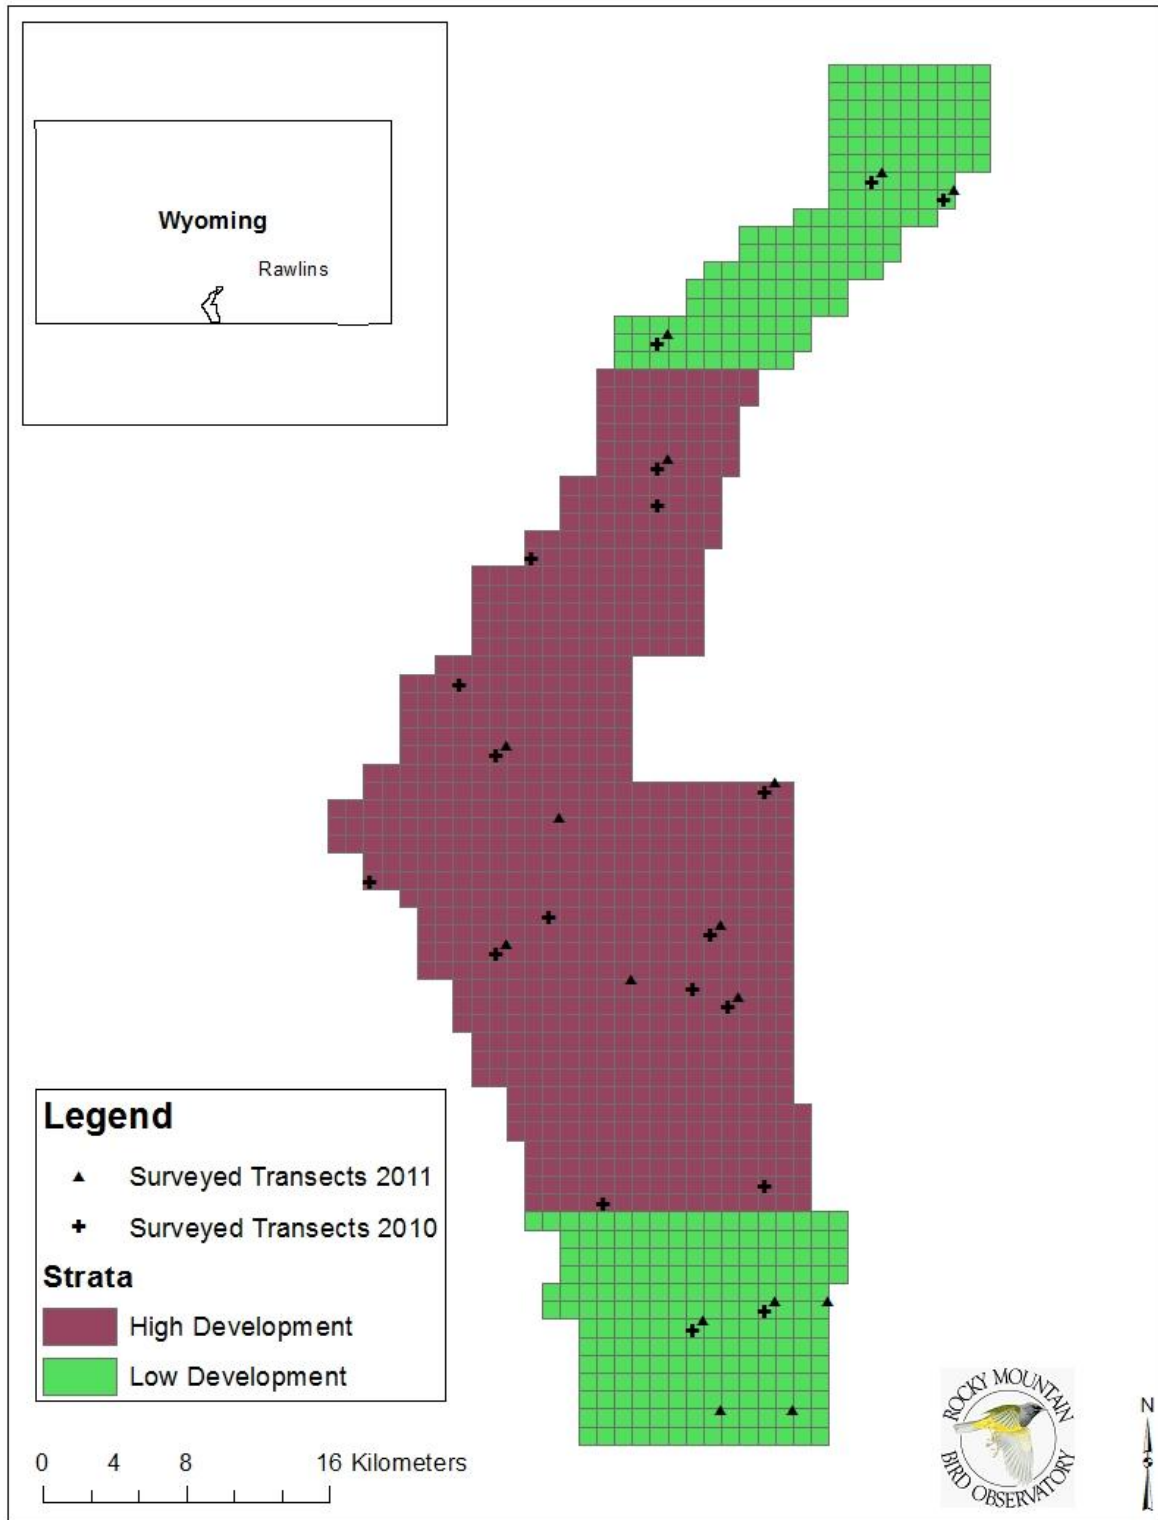 Wyoming
Rawlins
Legend
Surveyed Transects 2011
Surveyed Transects 2010
Strata
High Development
Low Development
0 4 8 16 Kilometers
ROCKY MOUNTAIN
BIRD OBSERVATORY
N